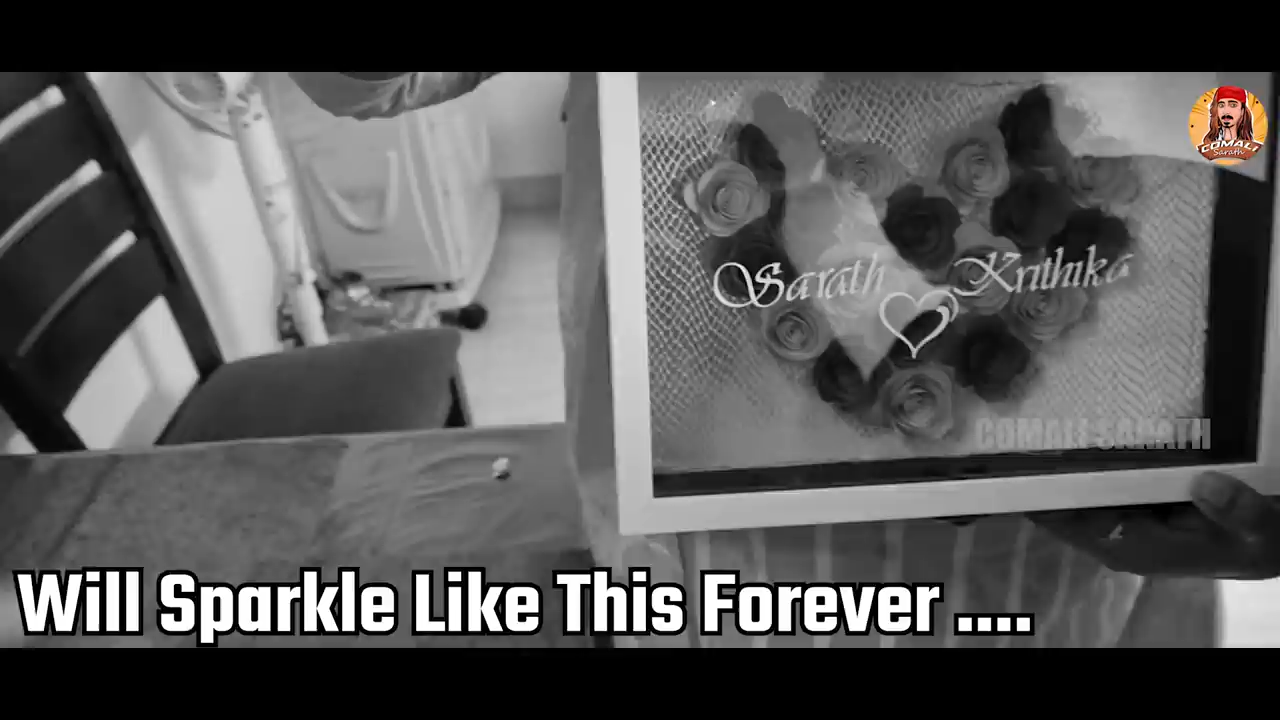 COMALI
Sarath
Sarath Krithika
COMALI SARATH
Will Sparkle Like This Forever ....